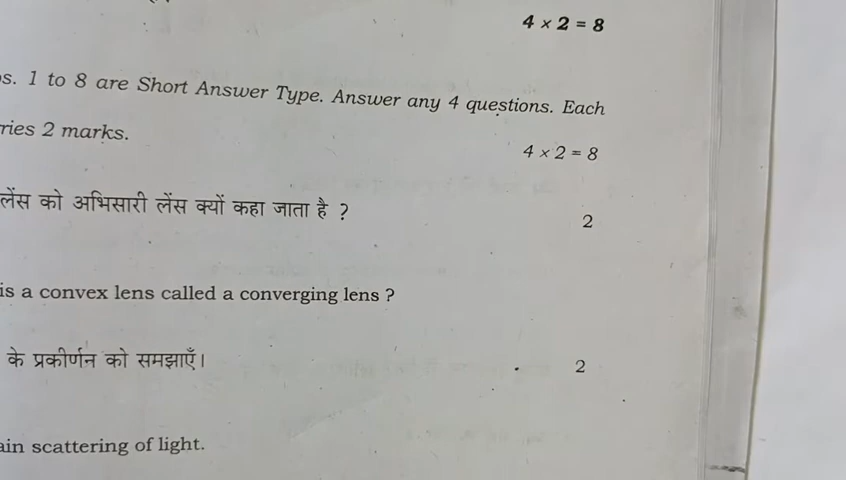 4 × 2 = 8
s. 1 to 8 are Short Answer Type. Answer any 4 questions. Each
ries 2 marks.
4 × 2 = 8
लेंस को अभिसारी लेंस क्यों कहा जाता है ?
2
is a convex lens called a converging lens ?
के प्रकीर्णन को समझाएँ।
2
ain scattering of light.